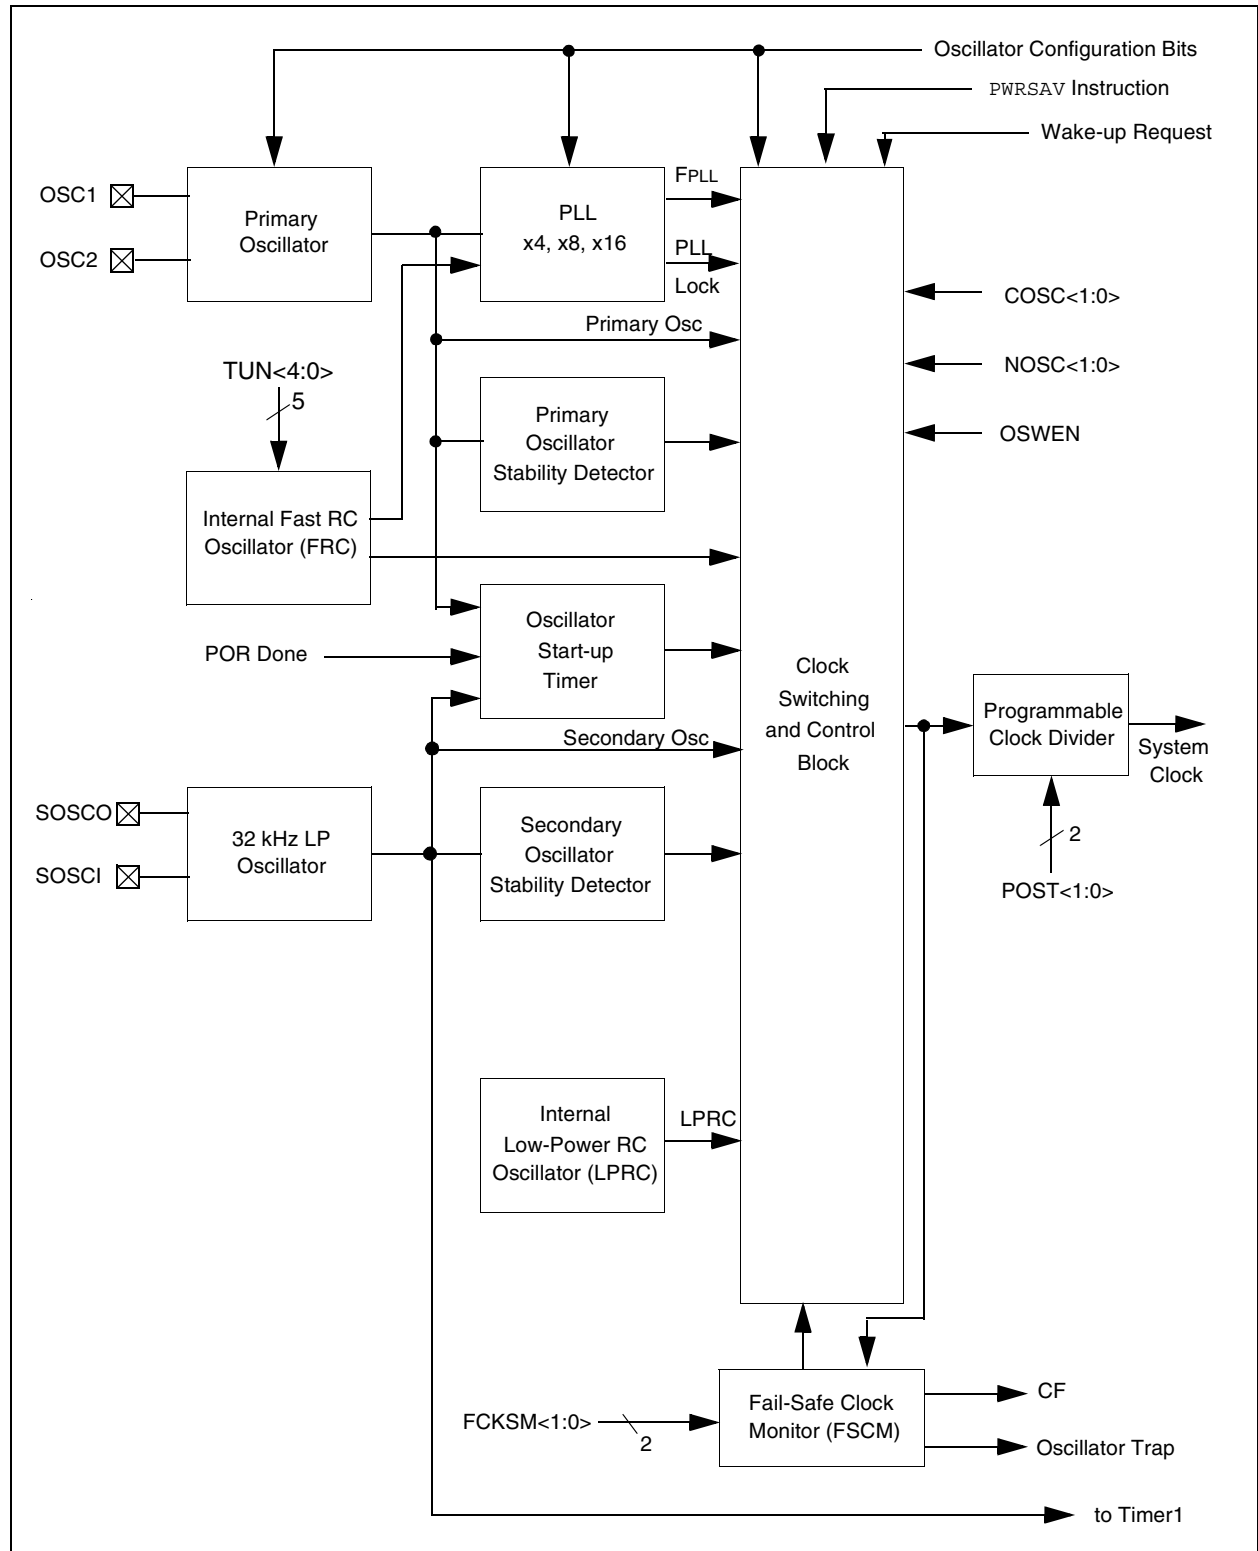 Oscillator Configuration Bits
PWRSAV Instruction
Wake-up Request
OSC1
OSC2
Primary
Oscillator
PLL
x4, x8, x16
FPLL
PLL
Lock
Primary Osc
COSC<1:0>
NOSC<1:0>
OSWEN
TUN<4:0>
5
Primary
Oscillator
Stability Detector
Internal Fast RC
Oscillator (FRC)
POR Done
Oscillator
Start-up
Timer
Clock
Switching
and Control
Block
Programmable
Clock Divider
System
Clock
2
POST<1:0>
Secondary Osc
SOSCO
SOSCI
32 kHz LP
Oscillator
Secondary
Oscillator
Stability Detector
Internal
Low-Power RC
Oscillator (LPRC)
LPRC
FCKSM<1:0>
2
Fail-Safe Clock
Monitor (FSCM)
CF
Oscillator Trap
to Timer1